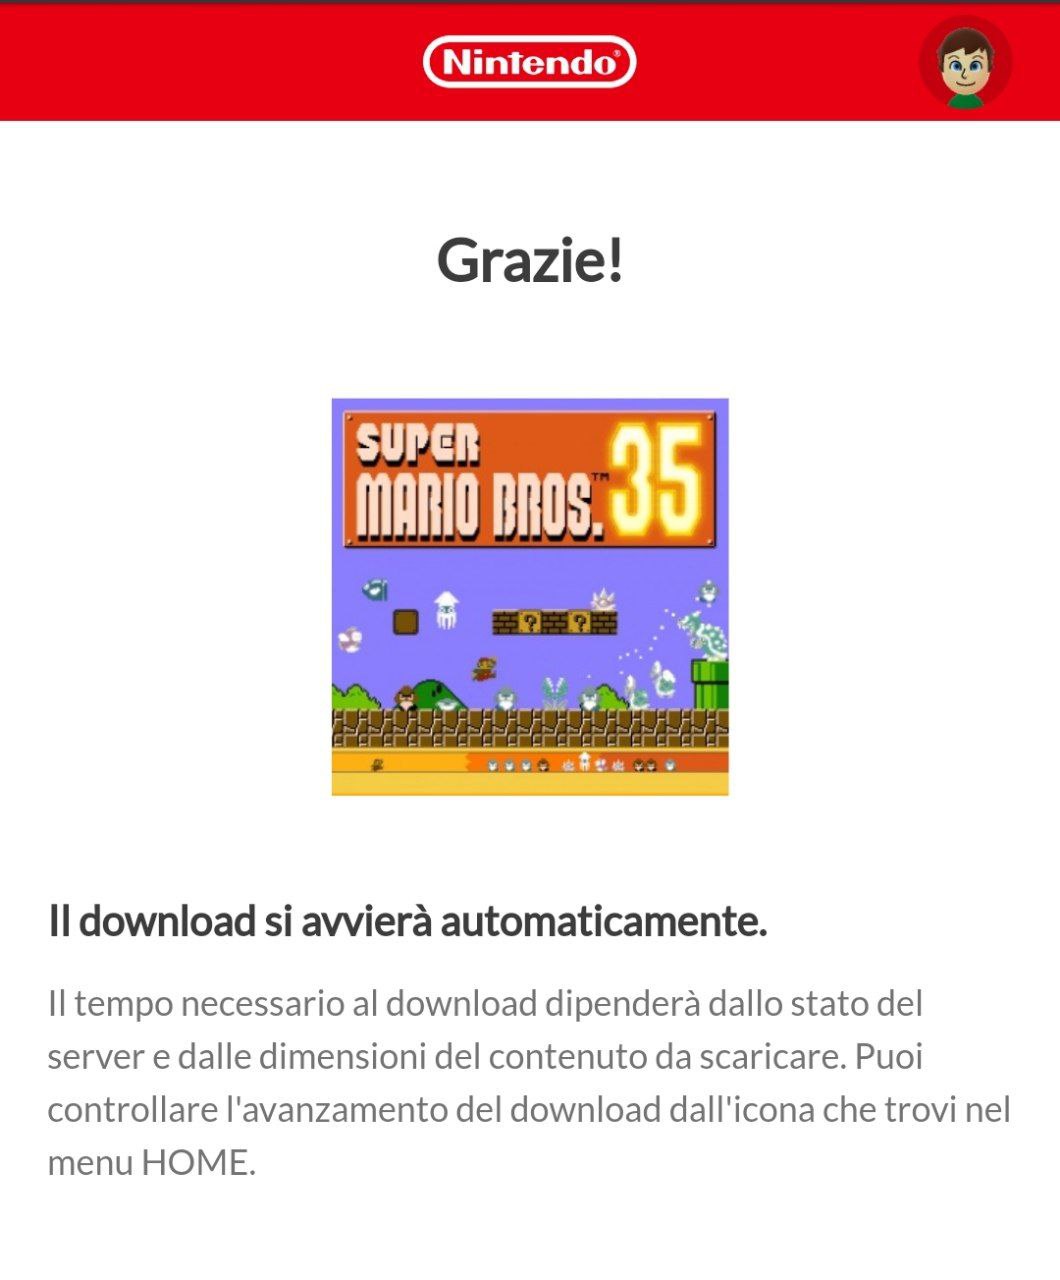 Nintendo®
Grazie!
SUPER
MARIO BROS.™ 35
Il download si avvierà automaticamente.
Il tempo necessario al download dipenderà dallo stato del
server e dalle dimensioni del contenuto da scaricare. Puoi
controllare l'avanzamento del download dall'icona che trovi nel
menu HOME.